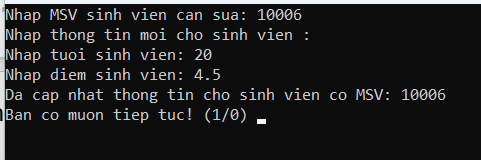 Nhap MSV sinh vien can sua: 10006
Nhap thong tin moi cho sinh vien :
Nhap tuoi sinh vien: 20
Nhap diem sinh vien: 4.5
Da cap nhat thong tin cho sinh vien co MSV: 10006
Ban co muon tiep tuc! (1/0)